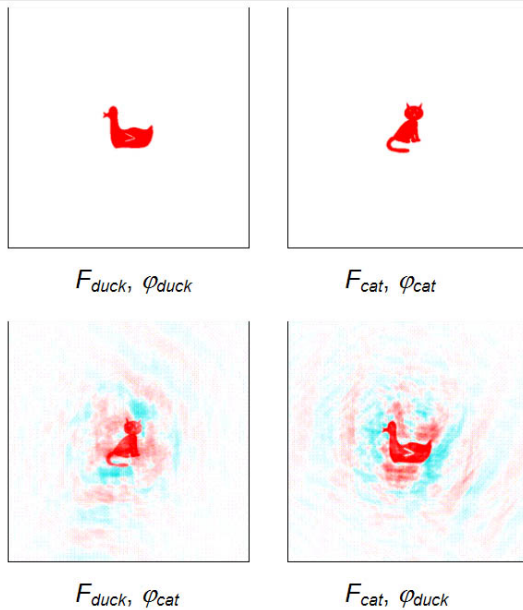 F_duck, φ_duck
F_cat, φ_cat
F_duck, φ_cat
F_cat, φ_duck